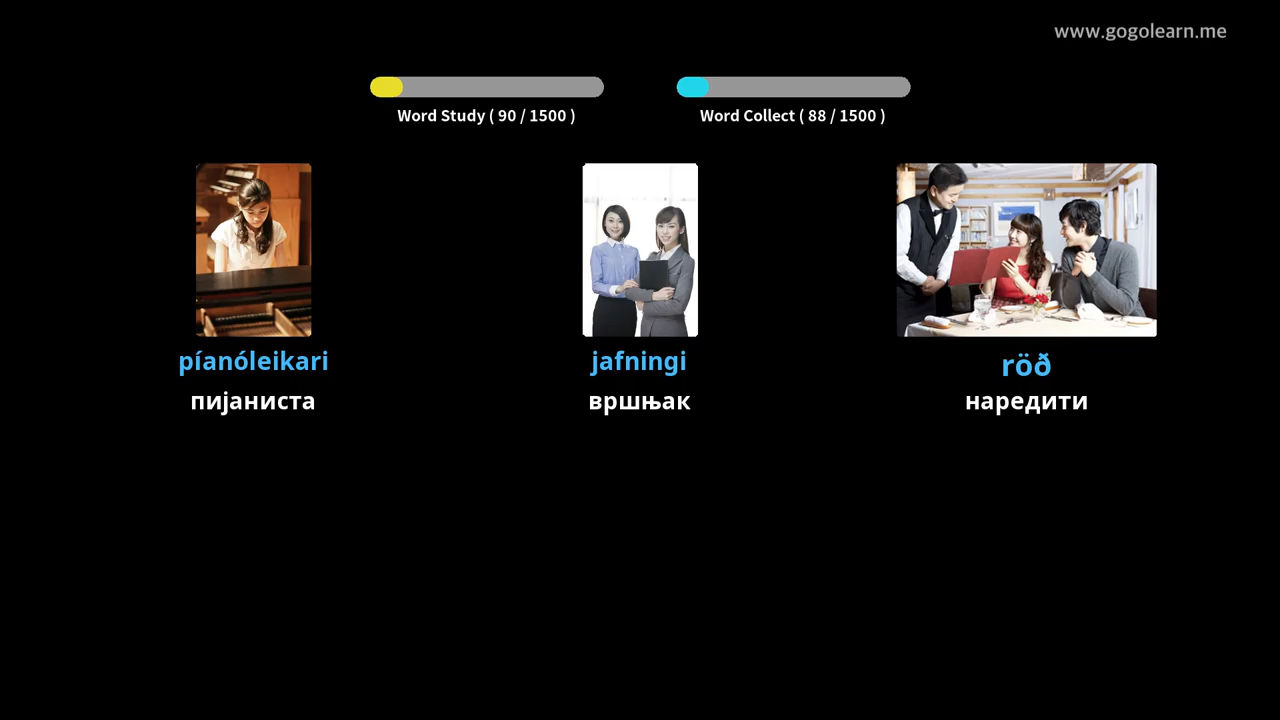 www.gogolearn.me
Word Study ( 90 / 1500 )
Word Collect ( 88 / 1500 )
píanóleikari
jafningi
röð
пијаниста
вршњак
наредити